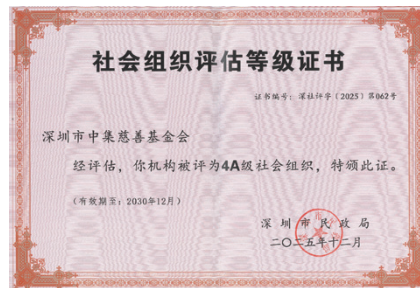 社会组织评估等级证书
证书编号：深社评字（2025）第062号
深圳市中集慈善基金会
经评估，你机构被评为4A级社会组织，特颁此证。
（有效期至：2030年12月）
深圳市民政局
二〇二五年十二月